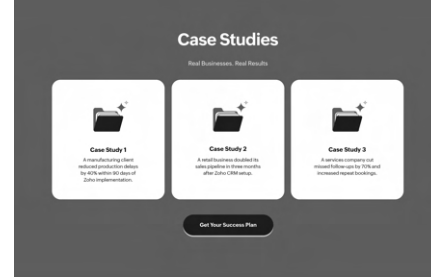 Case Studies
Real Businesses. Real Results
Case Study 1
A manufacturing client
reduced production delays
by 40% within 90 days of
Zoho implementation.
Case Study 2
A retail business doubled its
sales pipeline in three months
after Zoho CRM setup.
Case Study 3
A services company cut
missed follow-ups by 70% and
increased repeat bookings.
Get Your Success Plan